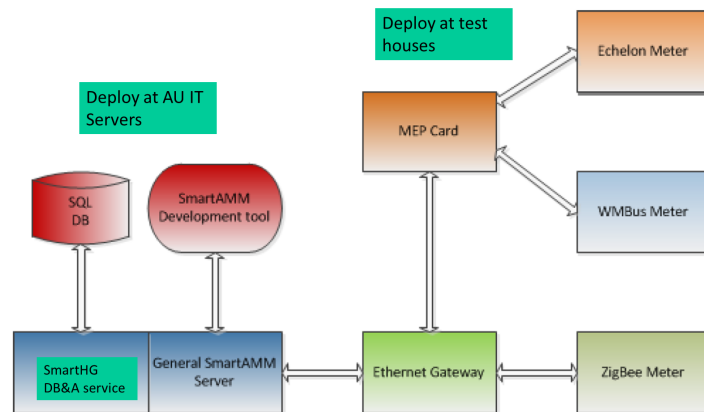 Deploy at test
houses
Echelon Meter
Deploy at AU IT
Servers
MEP Card
SQL
DB
SmartAMM
Development tool
WMBus Meter
SmartHG
DB&A service
General SmartAMM
Server
Ethernet Gateway
ZigBee Meter